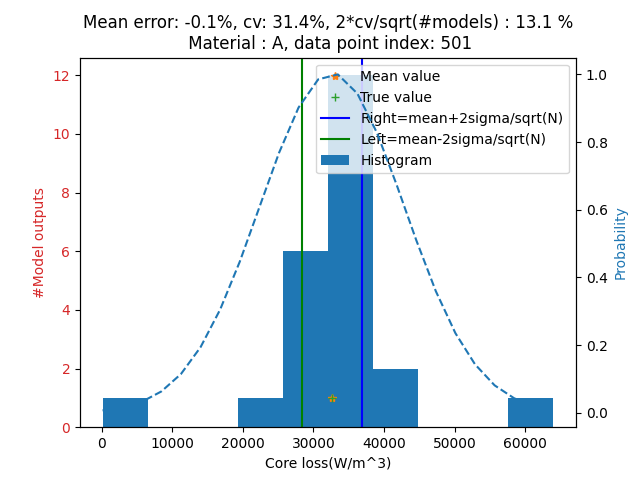 Mean error: -0.1%, cv: 31.4%, 2*cv/sqrt(#models) : 13.1 %
Material : A, data point index: 501
Mean value
True value
Right=mean+2sigma/sqrt(N)
Left=mean-2sigma/sqrt(N)
Histogram
12
10
8
6
4
2
0
#Model outputs
1.0
0.8
0.6
0.4
0.2
0.0
Probability
0 10000 20000 30000 40000 50000 60000
Core loss(W/m^3)